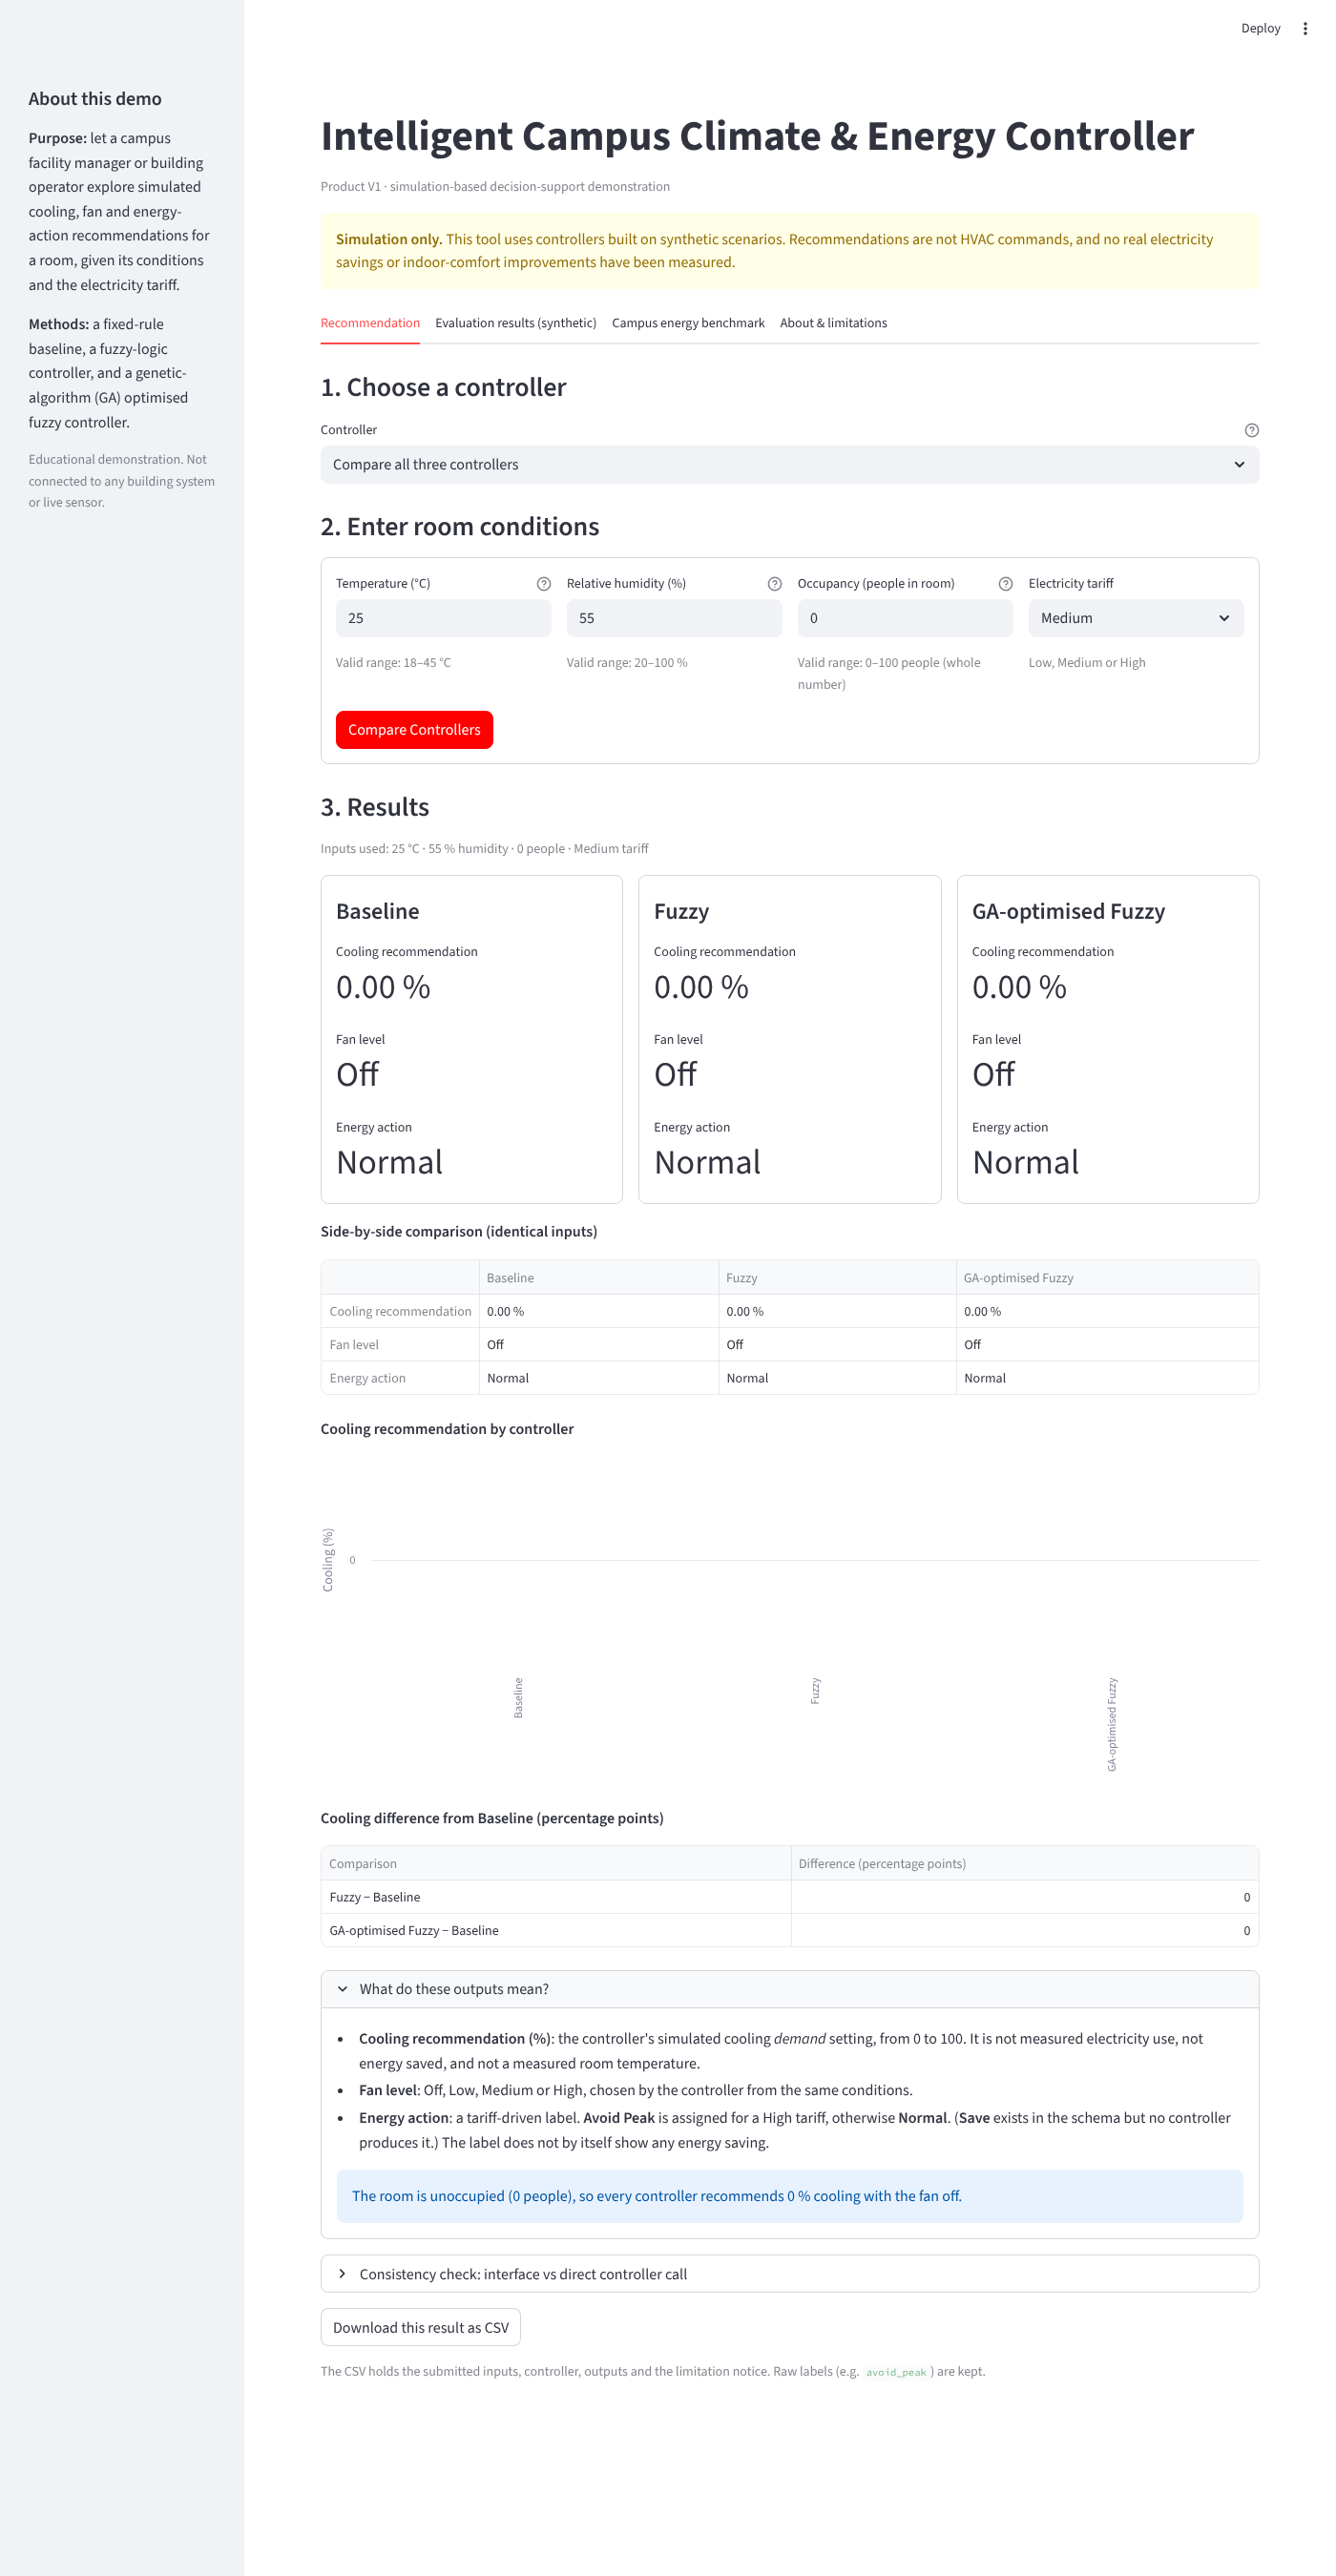 Deploy
About this demo
Purpose: let a campus
facility manager or building
operator explore simulated
cooling, fan and energy-
action recommendations for
a room, given its conditions
and the electricity tariff.
Methods: a fixed-rule
baseline, a fuzzy-logic
controller, and a genetic-
algorithm (GA) optimised
fuzzy controller.
Educational demonstration. Not
connected to any building system
or live sensor.
Intelligent Campus Climate & Energy Controller
Product V1 · simulation-based decision-support demonstration
Simulation only. This tool uses controllers built on synthetic scenarios. Recommendations are not HVAC commands, and no real electricity
savings or indoor-comfort improvements have been measured.
Recommendation Evaluation results (synthetic) Campus energy benchmark About & limitations
1. Choose a controller
Controller
Compare all three controllers
2. Enter room conditions
Temperature (°C) Relative humidity (%) Occupancy (people in room) Electricity tariff
25 55 0 Medium
Valid range: 18–45 °C Valid range: 20–100 % Valid range: 0–100 people (whole Low, Medium or High
number)
Compare Controllers
3. Results
Inputs used: 25 °C · 55 % humidity · 0 people · Medium tariff
Baseline Fuzzy GA-optimised Fuzzy
Cooling recommendation Cooling recommendation Cooling recommendation
0.00 % 0.00 % 0.00 %
Fan level Fan level Fan level
Off Off Off
Energy action Energy action Energy action
Normal Normal Normal
Side-by-side comparison (identical inputs)
Baseline Fuzzy GA-optimised Fuzzy
Cooling recommendation 0.00 % 0.00 % 0.00 %
Fan level Off Off Off
Energy action Normal Normal Normal
Cooling recommendation by controller
Cooling (%)
0
Baseline Fuzzy GA-optimised Fuzzy
Cooling difference from Baseline (percentage points)
Comparison Difference (percentage points)
Fuzzy − Baseline 0
GA-optimised Fuzzy − Baseline 0
What do these outputs mean?
• Cooling recommendation (%): the controller's simulated cooling demand setting, from 0 to 100. It is not measured electricity use, not
energy saved, and not a measured room temperature.
• Fan level: Off, Low, Medium or High, chosen by the controller from the same conditions.
• Energy action: a tariff-driven label. Avoid Peak is assigned for a High tariff, otherwise Normal. (Save exists in the schema but no controller
produces it.) The label does not by itself show any energy saving.
The room is unoccupied (0 people), so every controller recommends 0 % cooling with the fan off.
Consistency check: interface vs direct controller call
Download this result as CSV
The CSV holds the submitted inputs, controller, outputs and the limitation notice. Raw labels (e.g. avoid_peak ) are kept.